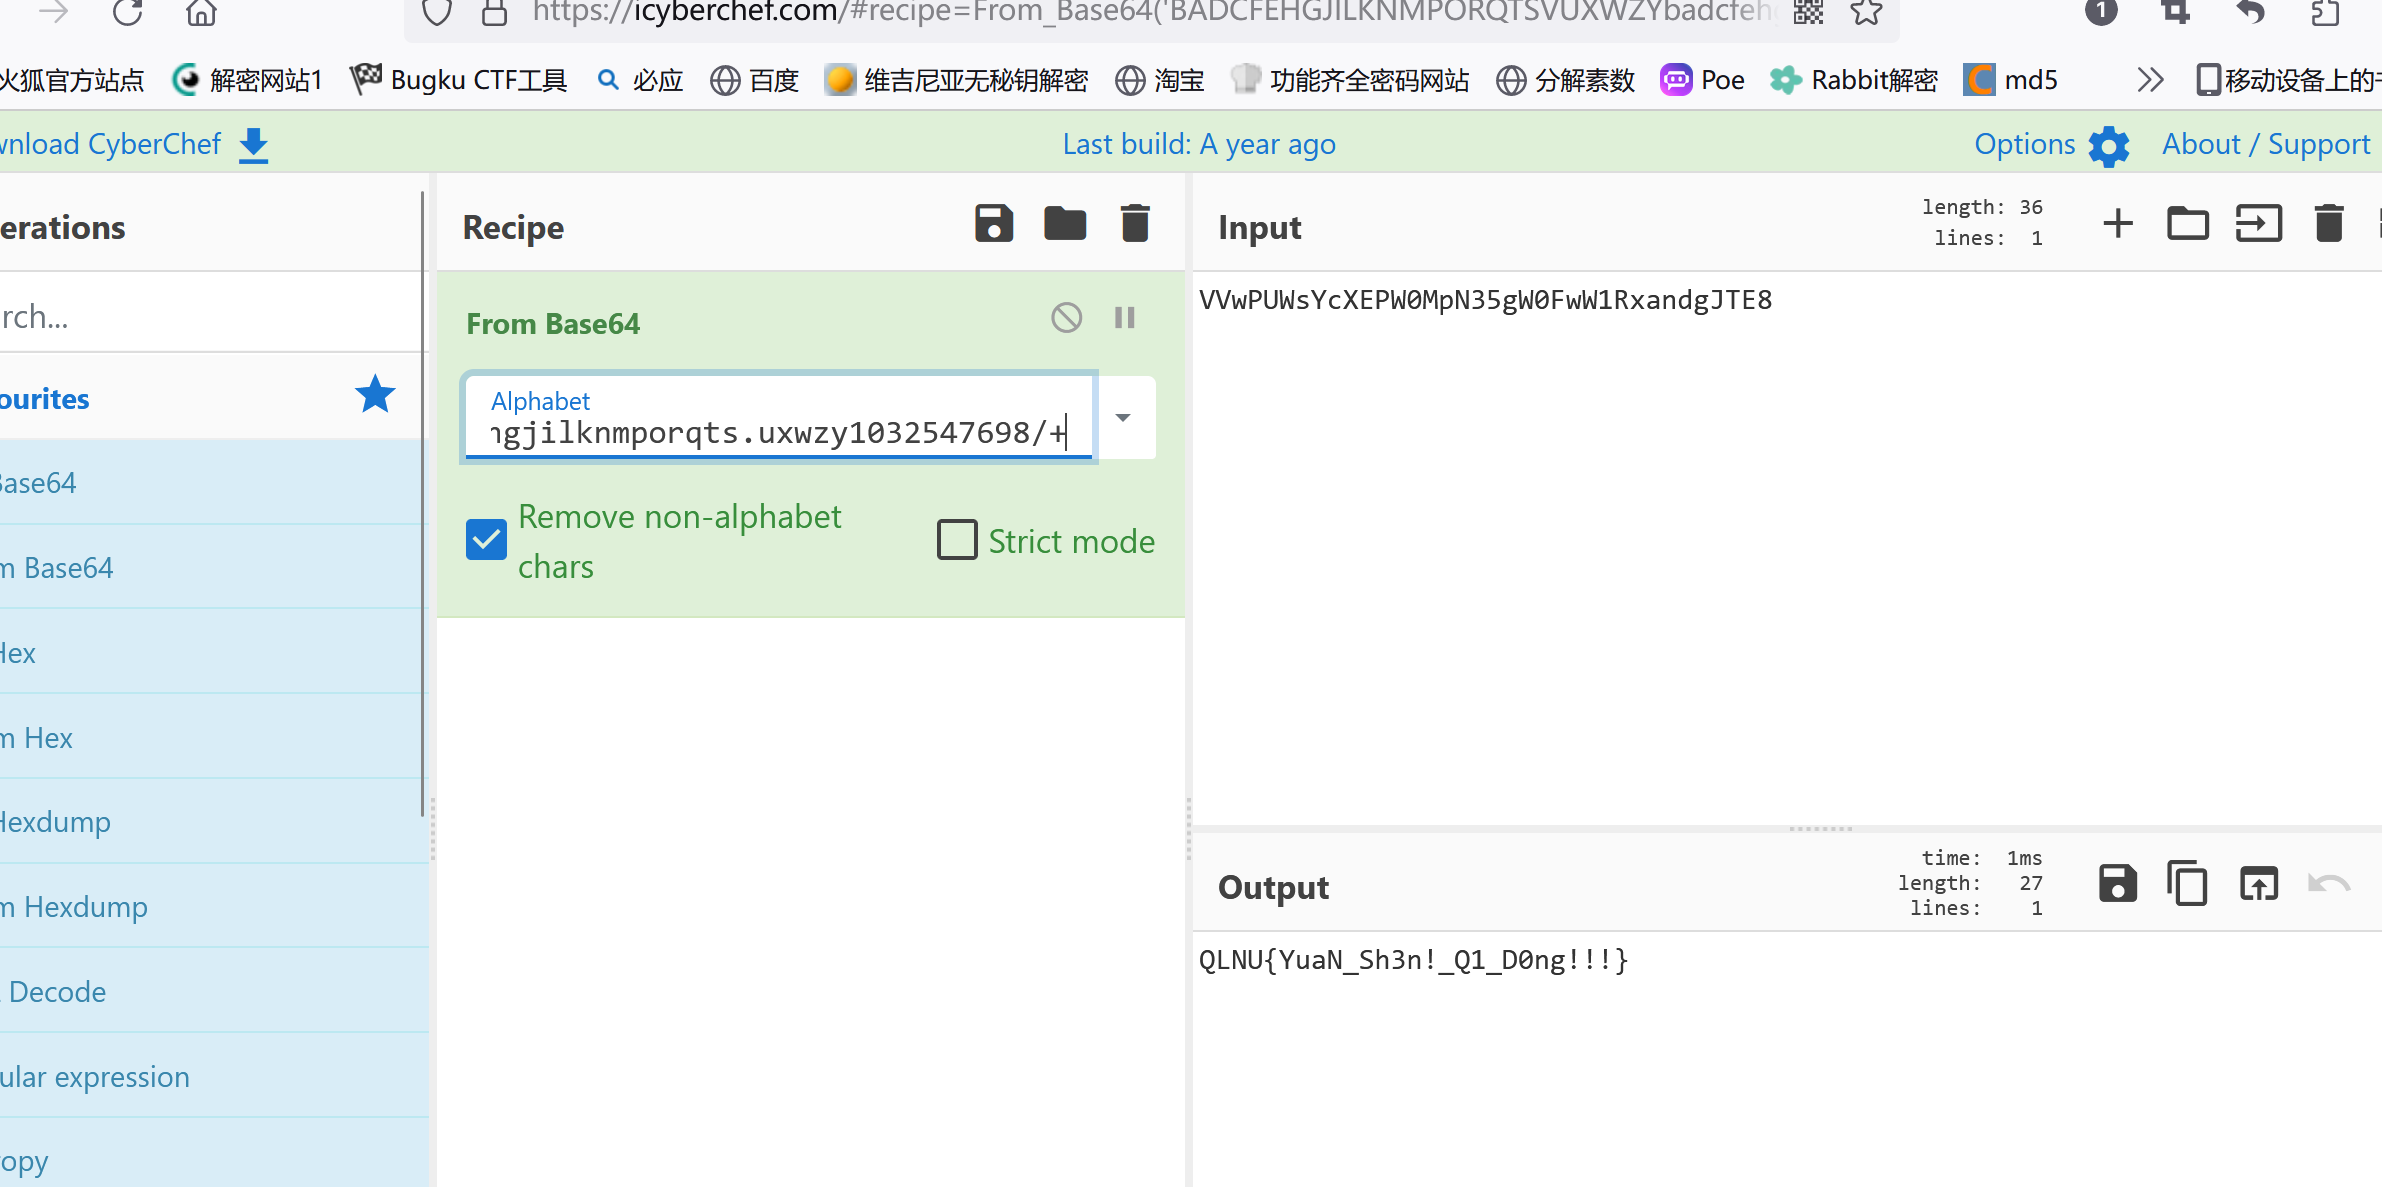 https://icyberchef.com/#recipe=From_Base64('BADCFEHGJILKNMPORQTSVUXWZYbadcfeh
1
火狐官方站点 解密网站1 Bugku CTF工具 必应 百度 维吉尼亚无秘钥解密 淘宝 功能齐全密码网站 分解素数 Poe Rabbit解密 md5 移动设备上的
wnload CyberChef Last build: A year ago Options About / Support
erations
rch...
ourites
Base64
m Base64
Hex
m Hex
Hexdump
m Hexdump
Decode
ular expression
opy
Recipe
From Base64
Alphabet
hgjilknmporqts.uxwzy1032547698/+
Remove non-alphabet
chars
Strict mode
Input
length: 36
lines: 1
VVwPUWsYcXEPW0MpN35gW0FwW1RxandgJTE8
Output
time: 1ms
length: 27
lines: 1
QLNU{YuaN_Sh3n!_Q1_D0ng!!!}